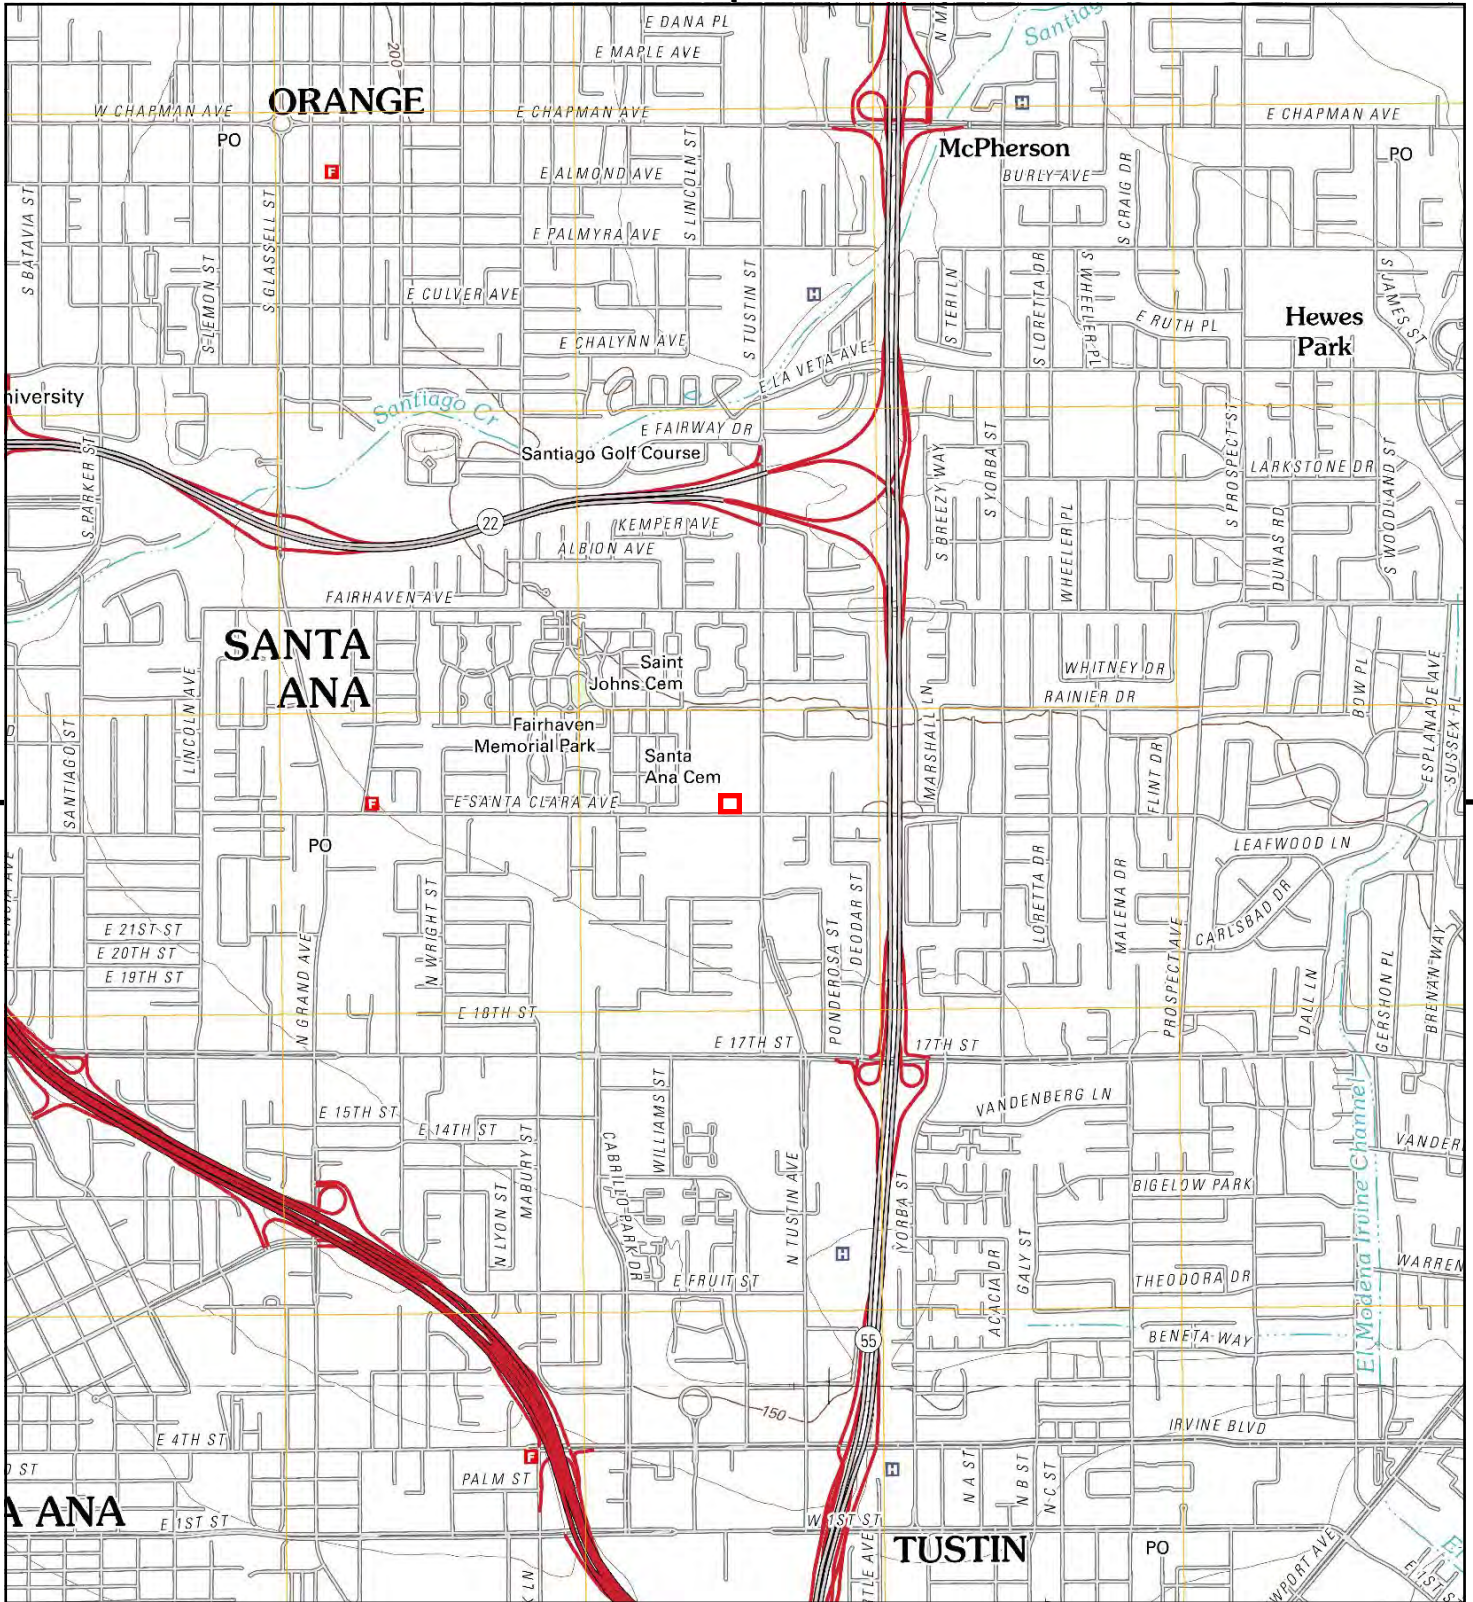 E DANA PL
N M
Santiag
E MAPLE AVE
200
ORANGE
W CHAPMAN AVE
E CHAPMAN AVE
H
E CHAPMAN AVE
PO
McPherson
PO
F
E ALMOND AVE
S LINCOLN ST
BURLY AVE
S CRAIG DR
S BATAVIA ST
S GLASSELL ST
E PALMYRA AVE
S LEMON ST
E CULVER AVE
S TUSTIN ST
H
S TERI LN
S LORETTA DR
S WHEELER PL
S JAMES ST
E RUTH PL
Hewes
Park
E CHALYNN AVE
E LA VETA AVE
niversity
Santiago Cr
E FAIRWAY DR
Santiago Golf Course
S PARKER ST
S BREEZY WAY
S YORBA ST
S PROSPECT ST
LARKSTONE DR
S WOODLAND ST
22
KEMPER AVE
ALBION AVE
WHEELER PL
DUNAS RD
FAIRHAVEN AVE
SANTA
ANA
Saint
Johns Cem
WHITNEY DR
RAINIER DR
LINCOLN AVE
MARSHALL LN
BOW PL
ESPLANADE AVE
SUSSEX PL
D
SANTIAGO ST
Fairhaven
Memorial Park
Santa
Ana Cem
FLINT DR
F
E SANTA CLARA AVE
PO
LEAFWOOD LN
N WRIGHT ST
LORETTA DR
MALENA DR
CARLSBAD DR
E 21ST ST
E 20TH ST
E 19TH ST
N GRAND AVE
PONDEROSA ST
DEODAR ST
PROSPECT AVE
DALL LN
GERSHON PL
BRENAN WAY
E 18TH ST
E 17TH ST
17TH ST
E 15TH ST
E 14TH ST
WILLIAMS ST
VANDENBERG LN
MABURY ST
CABRILLO PARK DR
N LYON ST
N TUSTIN AVE
YORBA ST
VANDER
BIGELOW PARK
El Modena Irvine Channel
H
E FRUIT ST
ACACIA DR
GALY ST
THEODORA DR
WARREN
55
BENETA WAY
150
E 4TH ST
IRVINE BLVD
F
PALM ST
H
N A ST
N B ST
N C ST
ST
A ANA
E 1ST ST
W 1ST ST
TUSTIN
PO
WPORT AVE
E 1ST S
K LN
TLE AVE